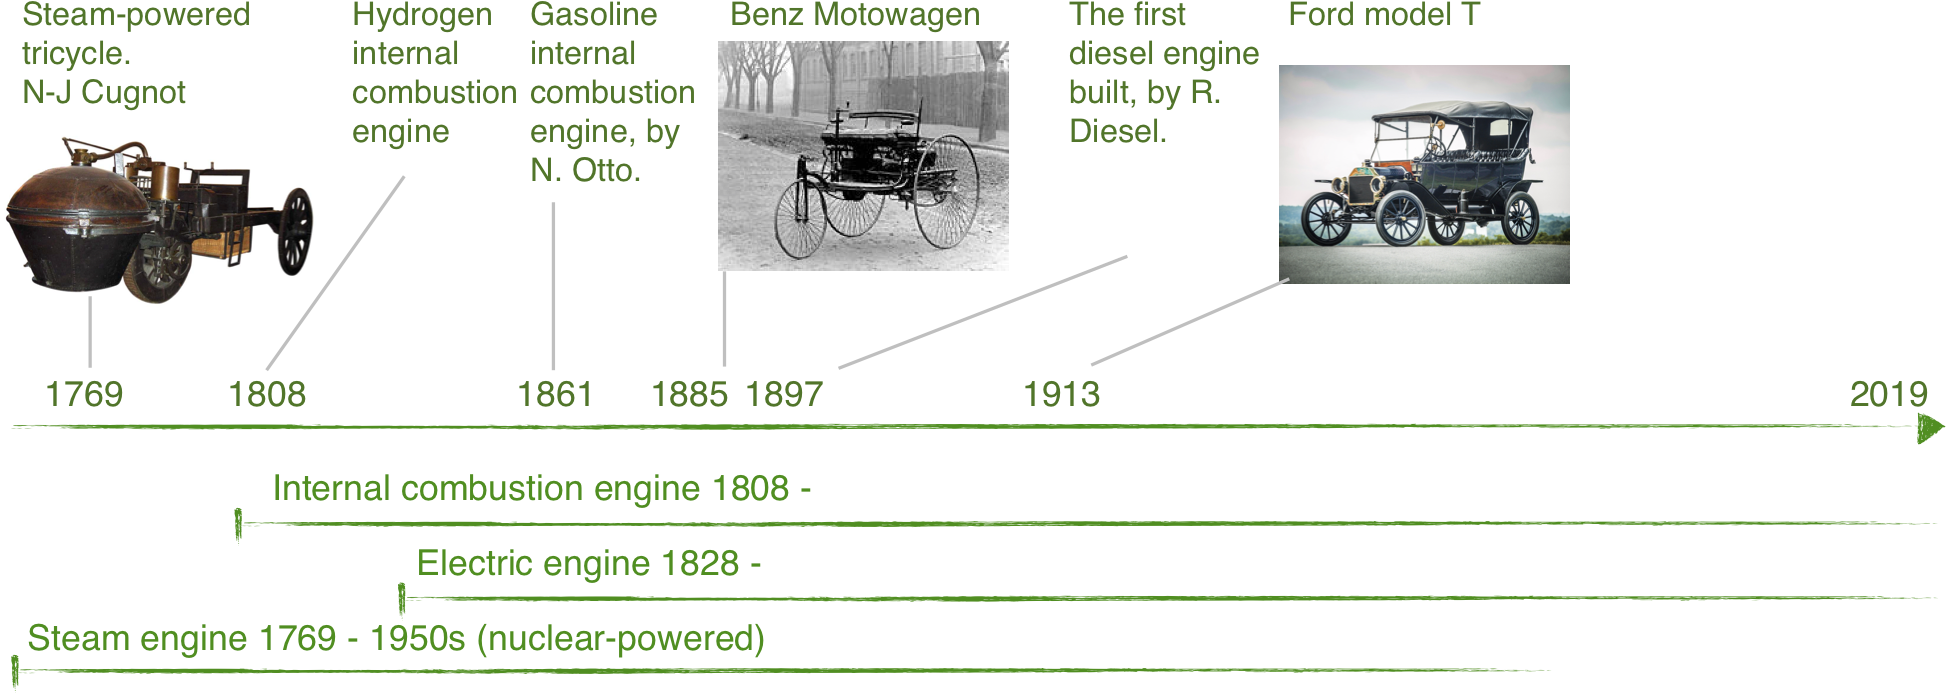 Steam-powered
tricycle.
N-J Cugnot
Hydrogen
internal
combustion
engine
Gasoline
internal
combustion
engine, by
N. Otto.
Benz Motowagen
The first
diesel engine
built, by R.
Diesel.
Ford model T
1769
1808
1861
1885
1897
1913
2019
Internal combustion engine 1808 -
Electric engine 1828 -
Steam engine 1769 - 1950s (nuclear-powered)